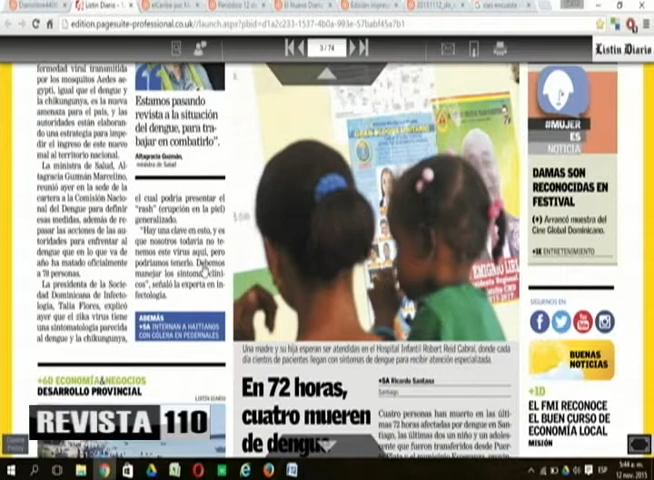 edition.pagesuite-professional.co.uk/launch.aspx?pbid=d1a2c233-1537-4b0a-993e-57babf45a7b1
3 / 74
LISTÍN DIARIO
fermedad viral transmitida
por los mosquitos Aedes ae-
gypti, igual que el dengue y
la chikungunya, es la nueva
amenaza para el país, y las
autoridades están elaboran-
do una estrategia para impe-
dir el ingreso de este nuevo
mal al territorio nacional.
La ministra de Salud, Al-
tagracia Guzmán Marcelino,
reunió ayer en la sede de la
cartera a la Comisión Nacio-
nal del Dengue para definir
esas medidas, además de re-
pasar las acciones de las au-
toridades para enfrentar al
dengue que en lo que va de
año ha matado oficialmente
a 78 personas.
La presidenta de la Socie-
dad Dominicana de Infecto-
logía, Talia Flores, explicó
ayer que el zika virus tiene
una sintomatología parecida
al dengue y la chikungunya,
Estamos pasando
revista a la situación
del dengue, para tra-
bajar en combatirlo".
Altagracia Guzmán,
ministra de Salud
el cual podría presentar el
"rash" (erupción en la piel)
generalizado.
"Hay una clave en esto, y es
que nosotros todavía no te-
nemos este virus aquí, pero
podríamos tenerlo. Debemos
manejar los síntomas clíni-
cos", señaló la experta en in-
fectología.
ADEMÁS
+5A INTERNAN A HAITIANOS
CON CÓLERA EN PEDERNALES
+6D ECONOMÍA&NEGOCIOS
DESARROLLO PROVINCIAL
LISTÍN DIARIO
REVISTA 110
Una madre y su hija esperan ser atendidas en el Hospital Infantil Robert Reid Cabral, donde cada
día cientos de pacientes llegan con síntomas de dengue para recibir atención especializada.
En 72 horas,
cuatro mueren
de dengue
+5A Ricardo Santana
Santiago
Cuatro personas han muerto en las últi-
mas 72 horas afectadas por dengue en San-
tiago, las últimas dos un niño y un adoles-
cente que fueron transferidos desde Puer-
#MUJER
ES
NOTICIA
DAMAS SON
RECONOCIDAS EN
FESTIVAL
(+) Arrancó muestra del
Cine Global Dominicano.
+1E ENTRETENIMIENTO
SÍGUENOS EN
BUENAS
NOTICIAS
+1D
EL FMI RECONOCE
EL BUEN CURSO DE
ECONOMÍA LOCAL
MISIÓN
ESP
5:44 a. m.
12 nov. 2015